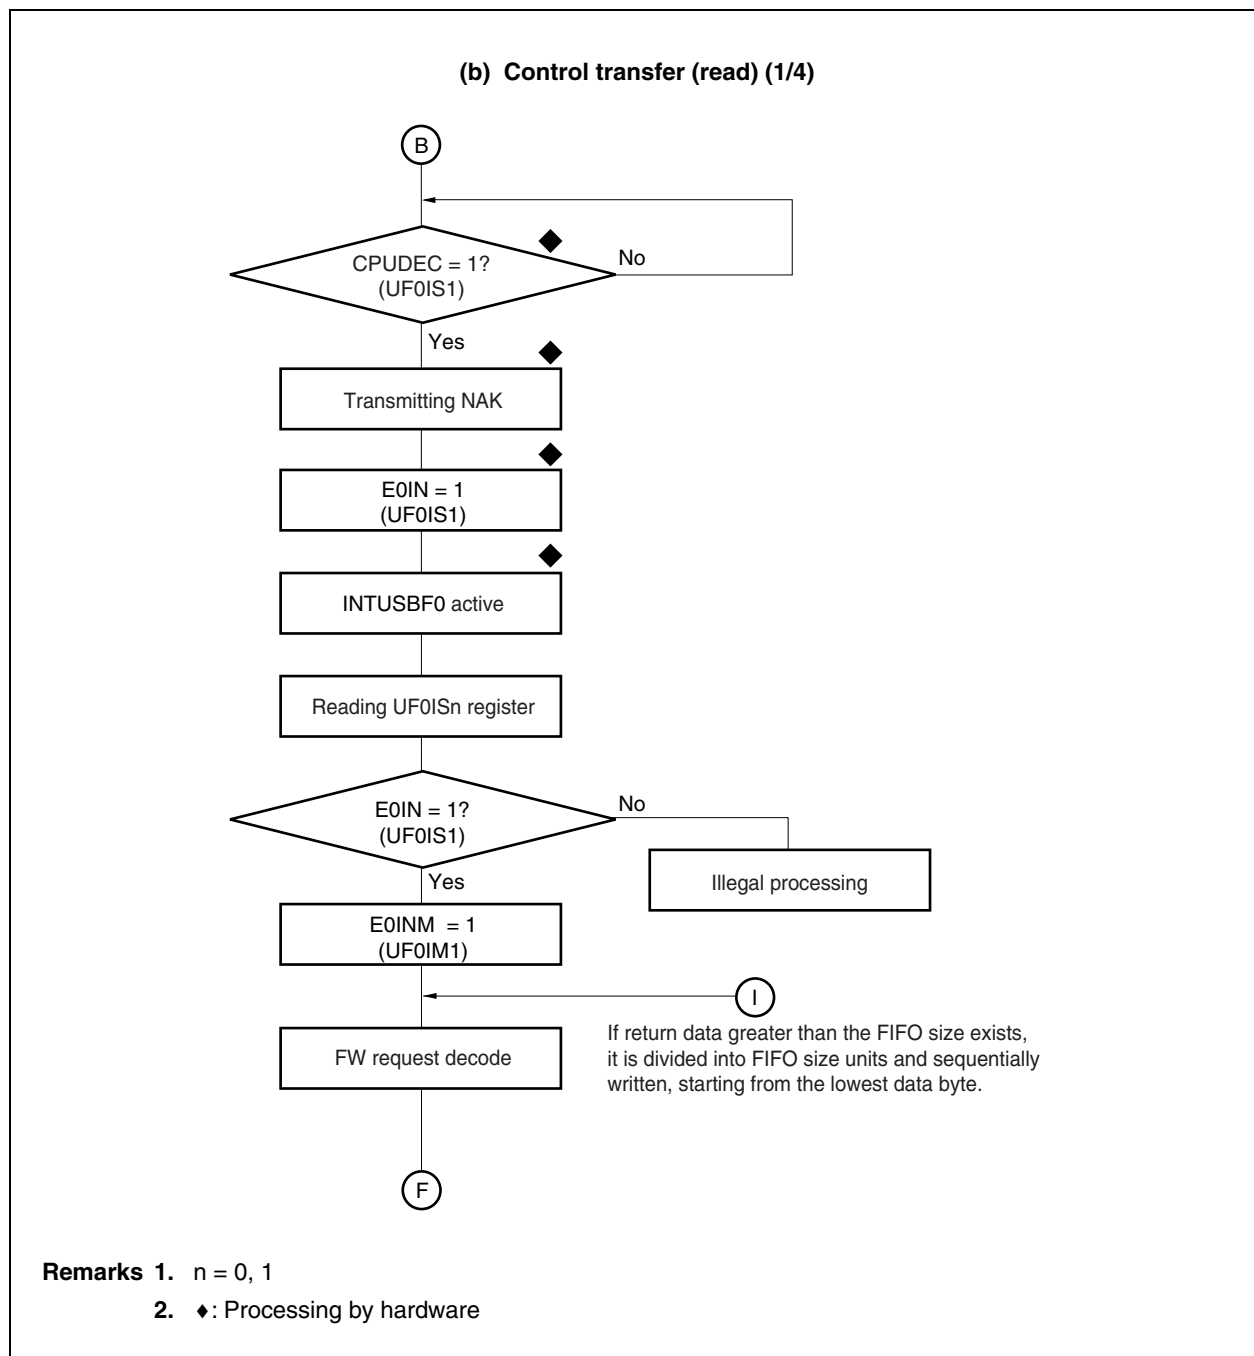 (b) Control transfer (read) (1/4)
B
CPUDEC = 1?
(UF0IS1)
No
Yes
Transmitting NAK
E0IN = 1
(UF0IS1)
INTUSBF0 active
Reading UF0ISn register
E0IN = 1?
(UF0IS1)
No
Illegal processing
Yes
E0INM = 1
(UF0IM1)
I
If return data greater than the FIFO size exists,
it is divided into FIFO size units and sequentially
written, starting from the lowest data byte.
FW request decode
F
Remarks 1. n = 0, 1
2. ♦: Processing by hardware